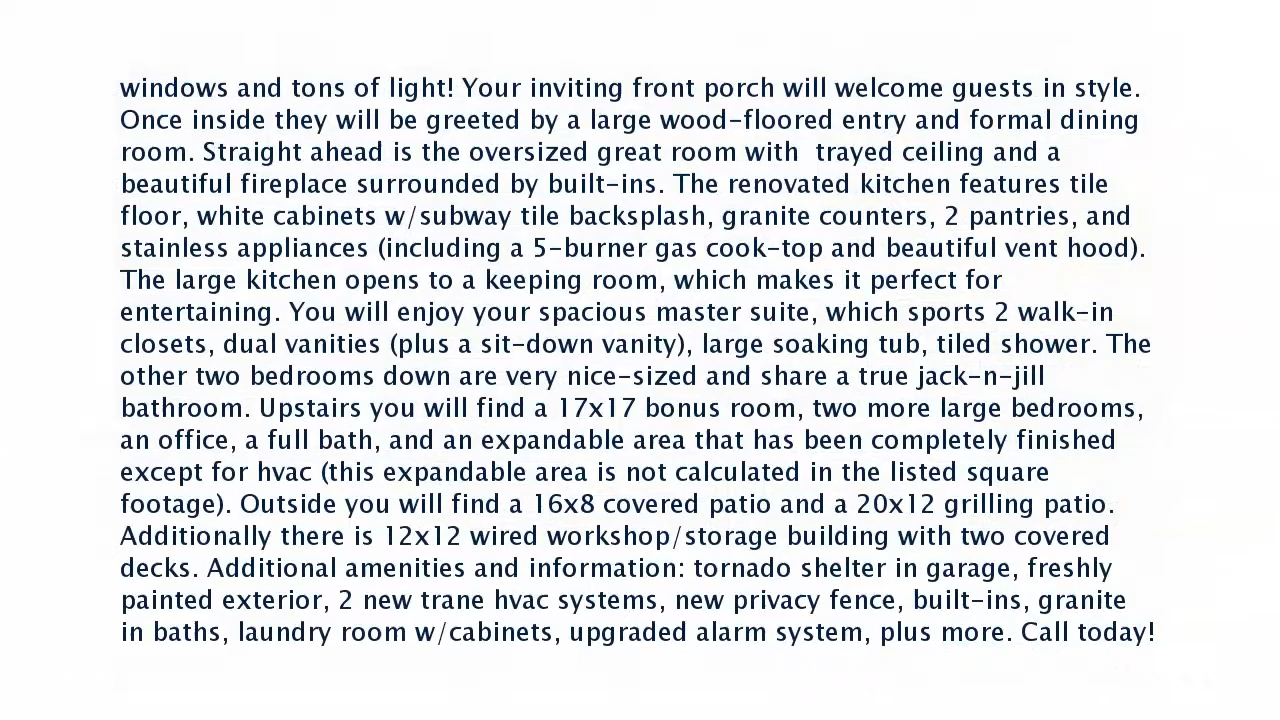 windows and tons of light! Your inviting front porch will welcome guests in style.
Once inside they will be greeted by a large wood-floored entry and formal dining
room. Straight ahead is the oversized great room with  trayed ceiling and a
beautiful fireplace surrounded by built-ins. The renovated kitchen features tile
floor, white cabinets w/subway tile backsplash, granite counters, 2 pantries, and
stainless appliances (including a 5-burner gas cook-top and beautiful vent hood).
The large kitchen opens to a keeping room, which makes it perfect for
entertaining. You will enjoy your spacious master suite, which sports 2 walk-in
closets, dual vanities (plus a sit-down vanity), large soaking tub, tiled shower. The
other two bedrooms down are very nice-sized and share a true jack-n-jill
bathroom. Upstairs you will find a 17x17 bonus room, two more large bedrooms,
an office, a full bath, and an expandable area that has been completely finished
except for hvac (this expandable area is not calculated in the listed square
footage). Outside you will find a 16x8 covered patio and a 20x12 grilling patio.
Additionally there is 12x12 wired workshop/storage building with two covered
decks. Additional amenities and information: tornado shelter in garage, freshly
painted exterior, 2 new trane hvac systems, new privacy fence, built-ins, granite
in baths, laundry room w/cabinets, upgraded alarm system, plus more. Call today!